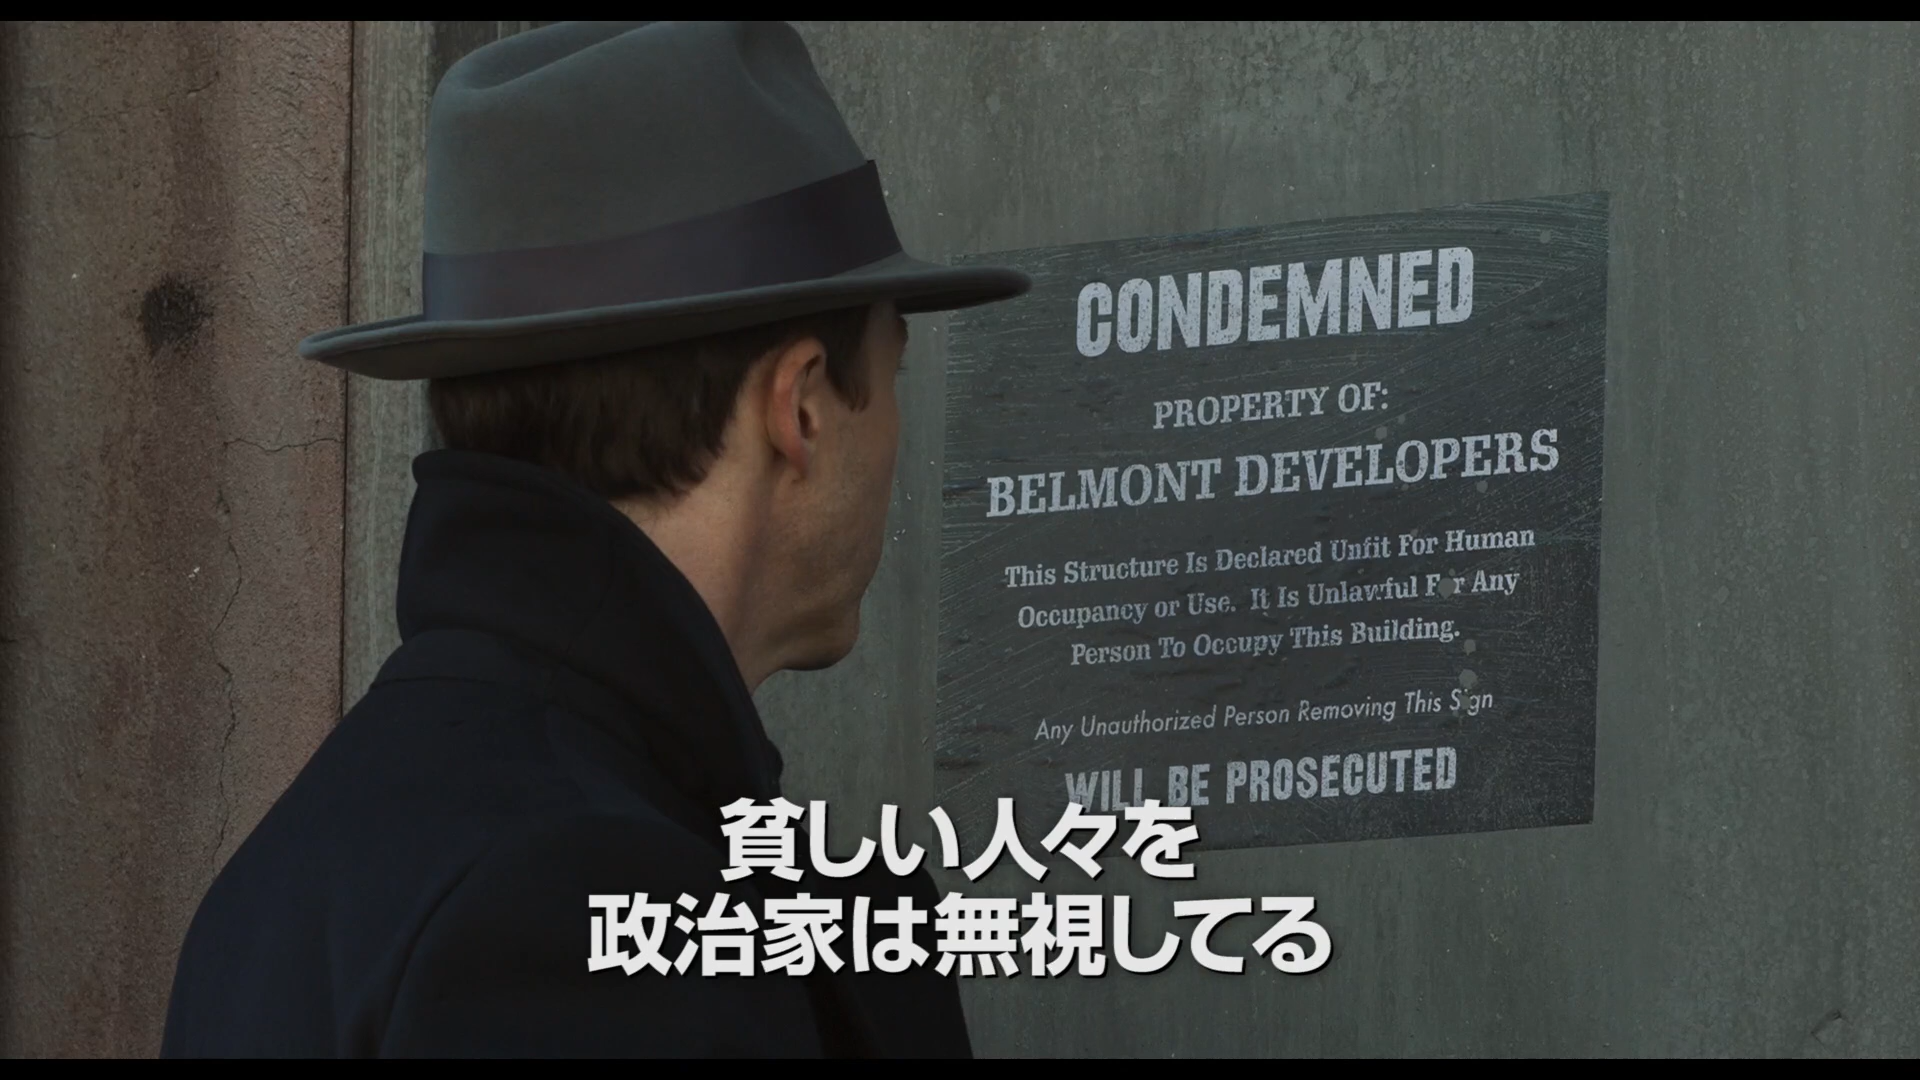 CONDEMNED
PROPERTY OF:
BELMONT DEVELOPERS
This Structure Is Declared Unfit For Human
Occupancy or Use. It Is Unlawful For Any
Person To Occupy This Building.
Any Unauthorized Person Removing This Sign
WILL BE PROSECUTED
貧しい人々を
政治家は無視してる